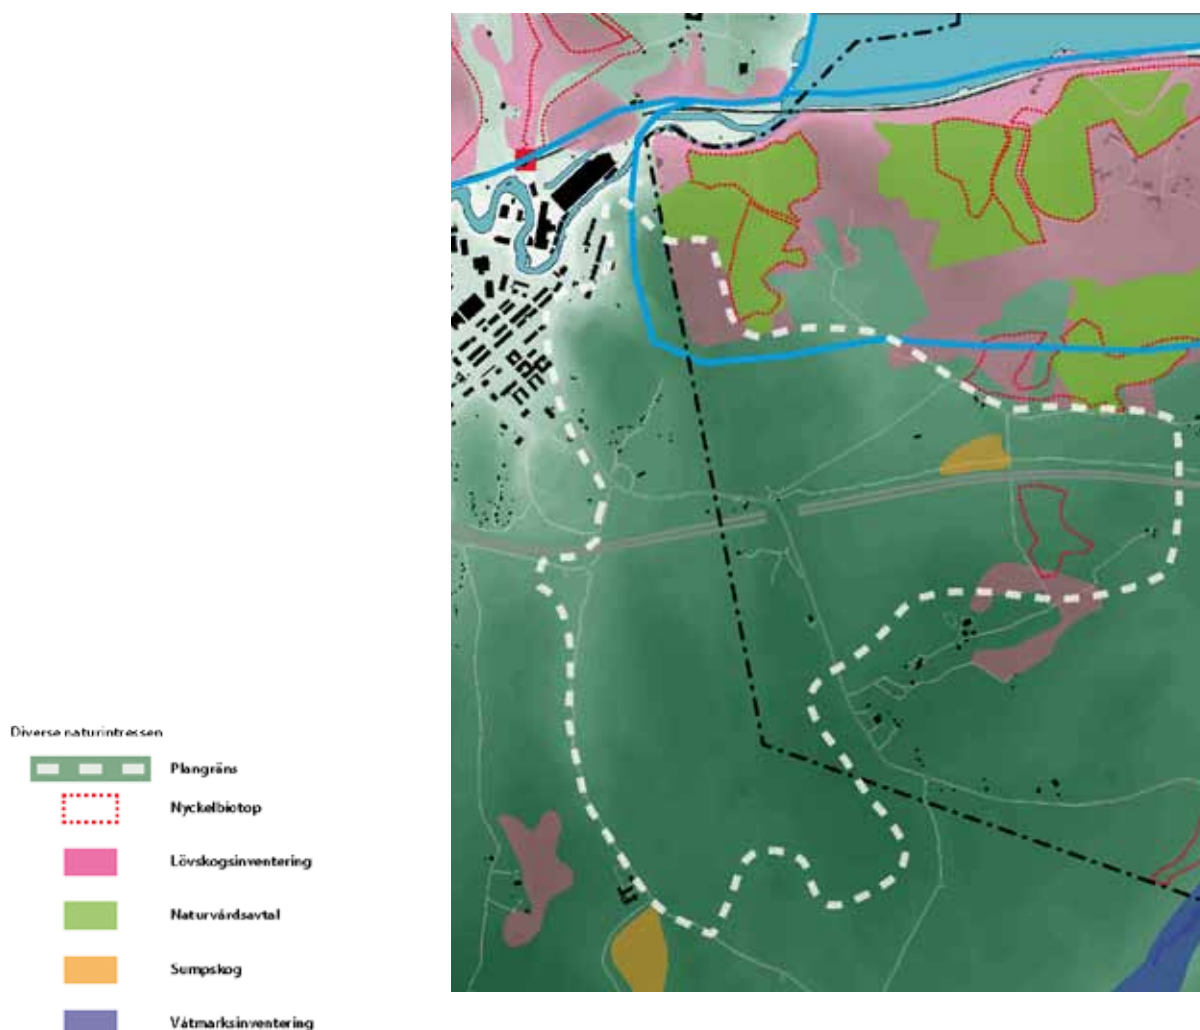 Diverse naturintressen
Plangräns
Nyckelbiotop
Lövskogsinventering
Naturvårdsavtal
Sumpskog
Våtmarksinventering